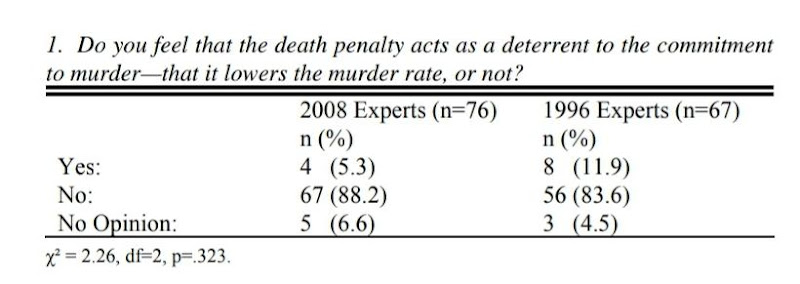 1. Do you feel that the death penalty acts as a deterrent to the commitment
to murder—that it lowers the murder rate, or not?
2008 Experts (n=76) 1996 Experts (n=67)
n (%) n (%)
Yes: 4 (5.3) 8 (11.9)
No: 67 (88.2) 56 (83.6)
No Opinion: 5 (6.6) 3 (4.5)
χ² = 2.26, df=2, p=.323.